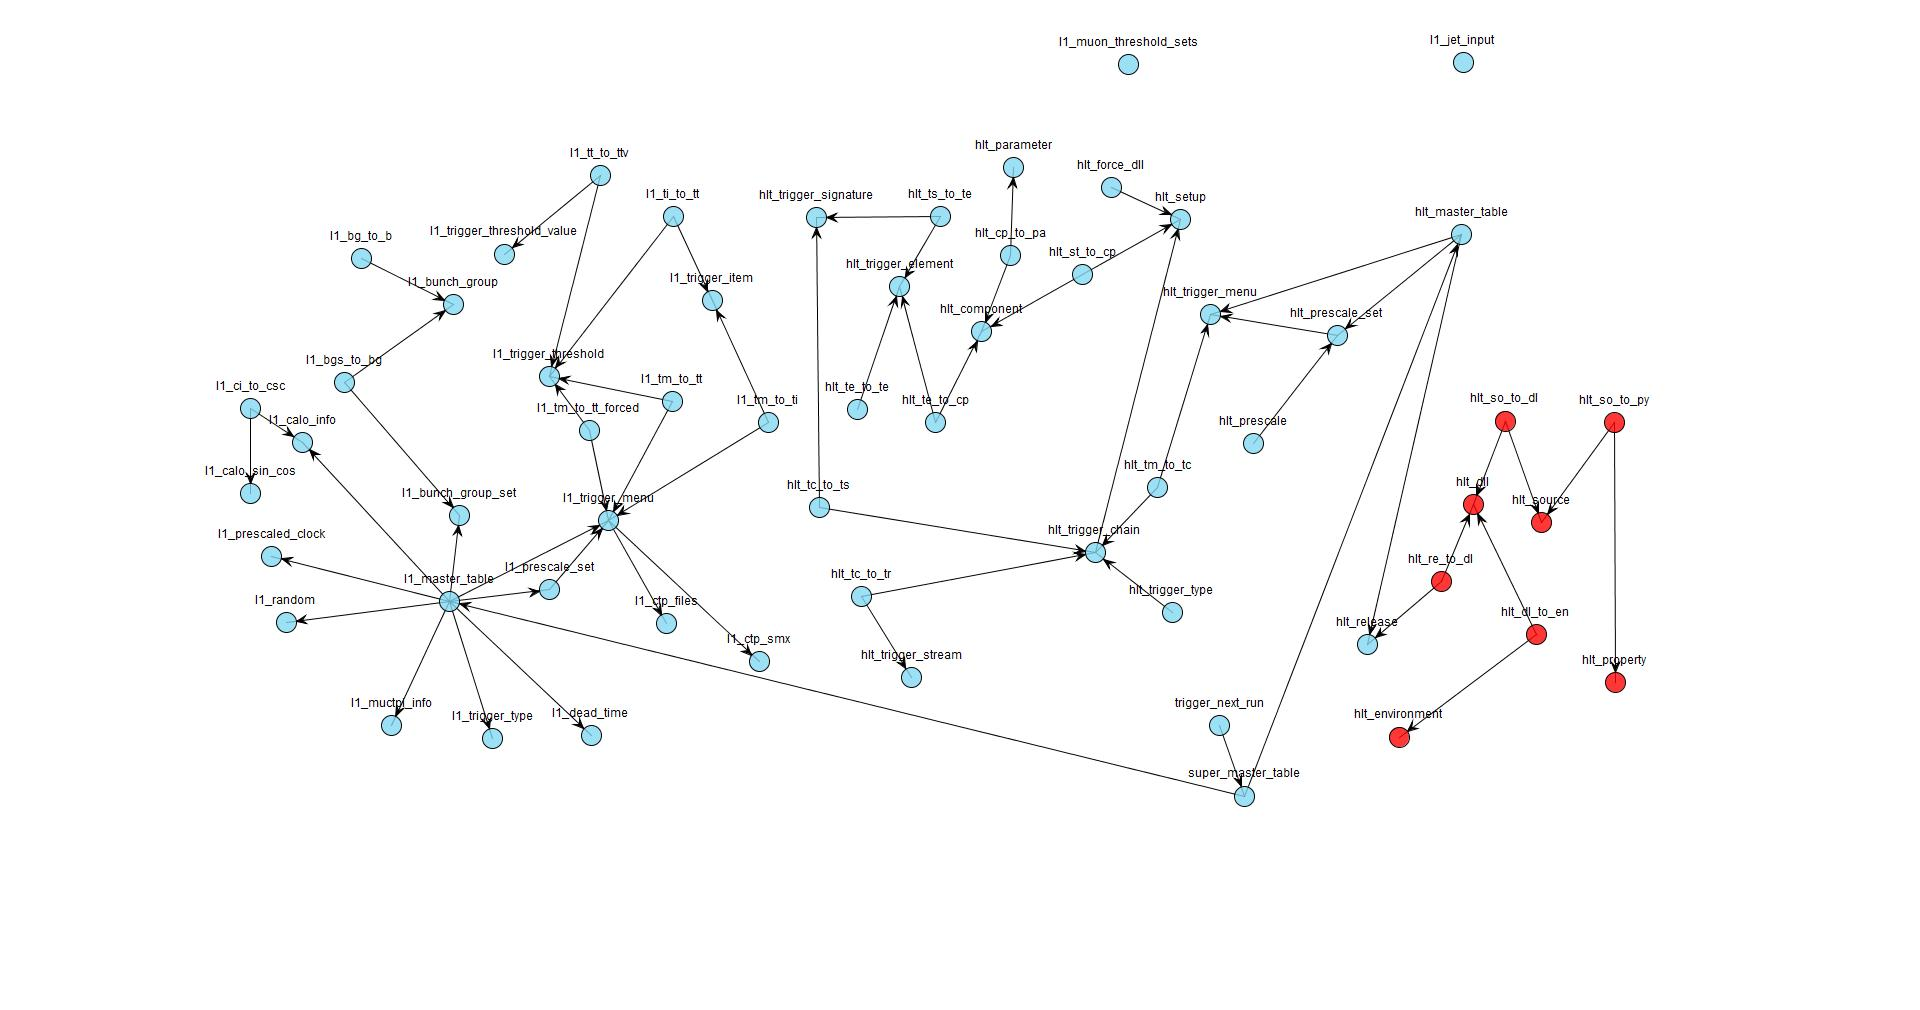 l1_muon_threshold_sets
l1_jet_input
l1_tt_to_ttv
hlt_parameter
hlt_force_dll
l1_ti_to_tt
hlt_trigger_signature
hlt_ts_to_te
hlt_setup
hlt_master_table
l1_bg_to_b
l1_trigger_threshold_value
hlt_cp_to_pa
hlt_st_to_cp
hlt_trigger_element
l1_bunch_group
l1_trigger_item
hlt_trigger_menu
hlt_component
hlt_prescale_set
l1_bgs_to_bg
l1_trigger_threshold
l1_ci_to_csc
l1_tm_to_tt
hlt_te_to_te
l1_tm_to_ti
hlt_te_to_cp
hlt_so_to_dl
hlt_so_to_py
l1_tm_to_tt_forced
l1_calo_info
hlt_prescale
l1_calo_sin_cos
hlt_tm_to_tc
hlt_tc_to_ts
hlt_dll
l1_bunch_group_set
l1_trigger_menu
hlt_source
l1_prescaled_clock
hlt_trigger_chain
hlt_re_to_dl
l1_prescale_set
l1_master_table
hlt_tc_to_tr
hlt_trigger_type
l1_random
l1_ctp_files
hlt_dl_to_en
hlt_release
l1_ctp_smx
hlt_trigger_stream
hlt_property
l1_muctpi_info
trigger_next_run
l1_trigger_type
l1_dead_time
hlt_environment
super_master_table